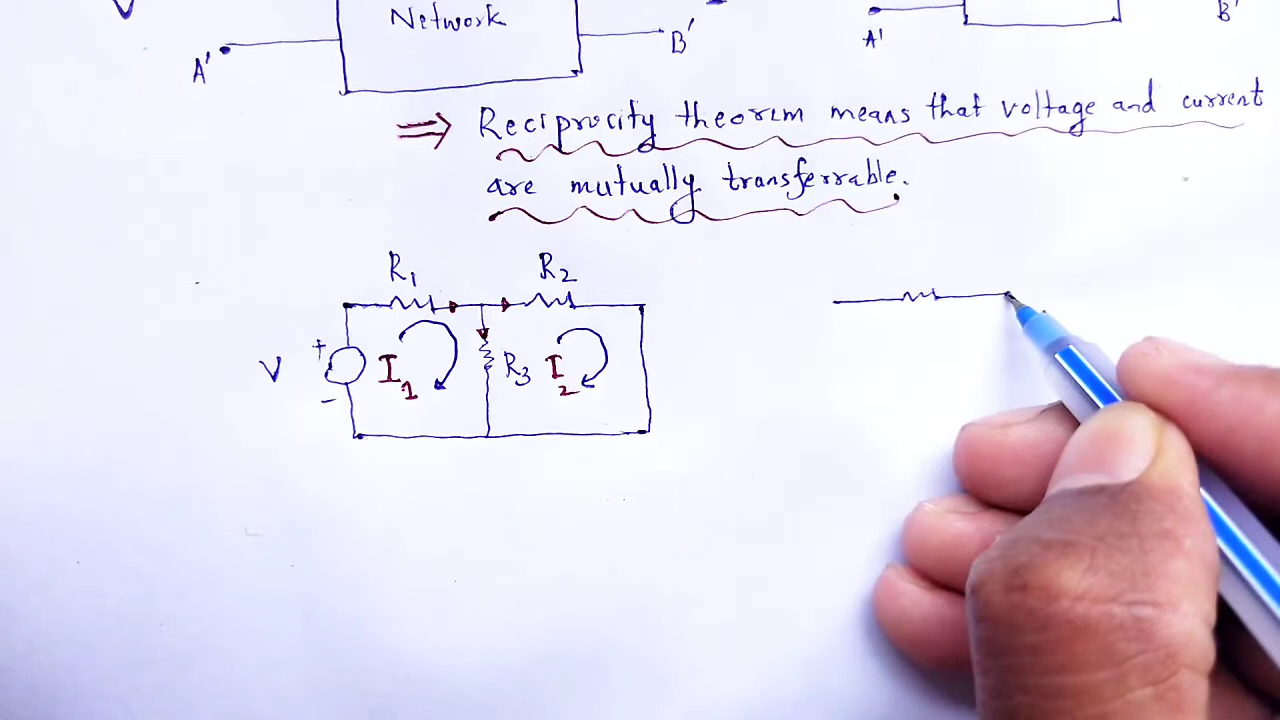 V
Network
A' B' A' B'
⇒ Reciprocity theorem means that voltage and current
are mutually transferrable.
R1 R2
V + - I1 R3 I2